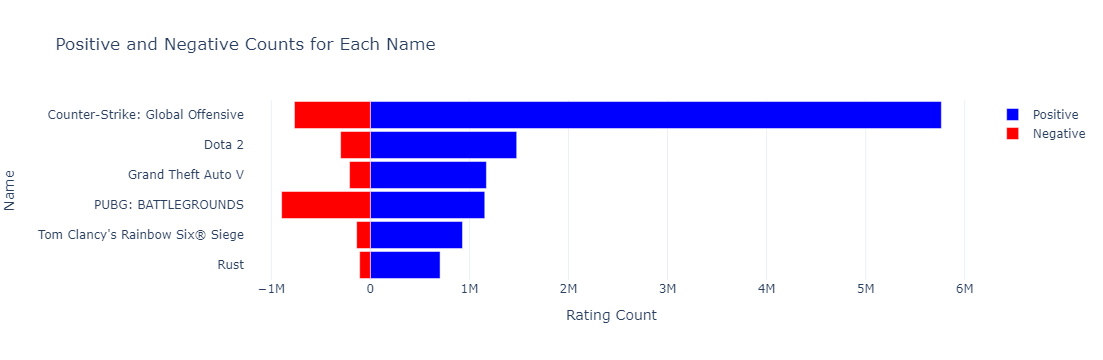 Positive and Negative Counts for Each Name
Counter-Strike: Global Offensive
Dota 2
Grand Theft Auto V
PUBG: BATTLEGROUNDS
Tom Clancy's Rainbow Six® Siege
Rust
Name
−1M 0 1M 2M 3M 4M 5M 6M
Rating Count
Positive
Negative